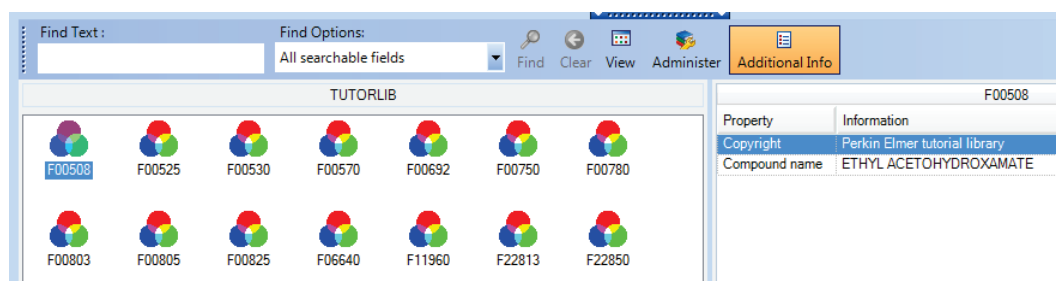 Find Text :
Find Options:
All searchable fields
Find
Clear
View
Administer
Additional Info
TUTORLIB
F00508 F00525 F00530 F00570 F00692 F00750 F00780
F00803 F00805 F00825 F06640 F11960 F22813 F22850
F00508
Property Information
Copyright Perkin Elmer tutorial library
Compound name ETHYL ACETOHYDROXAMATE